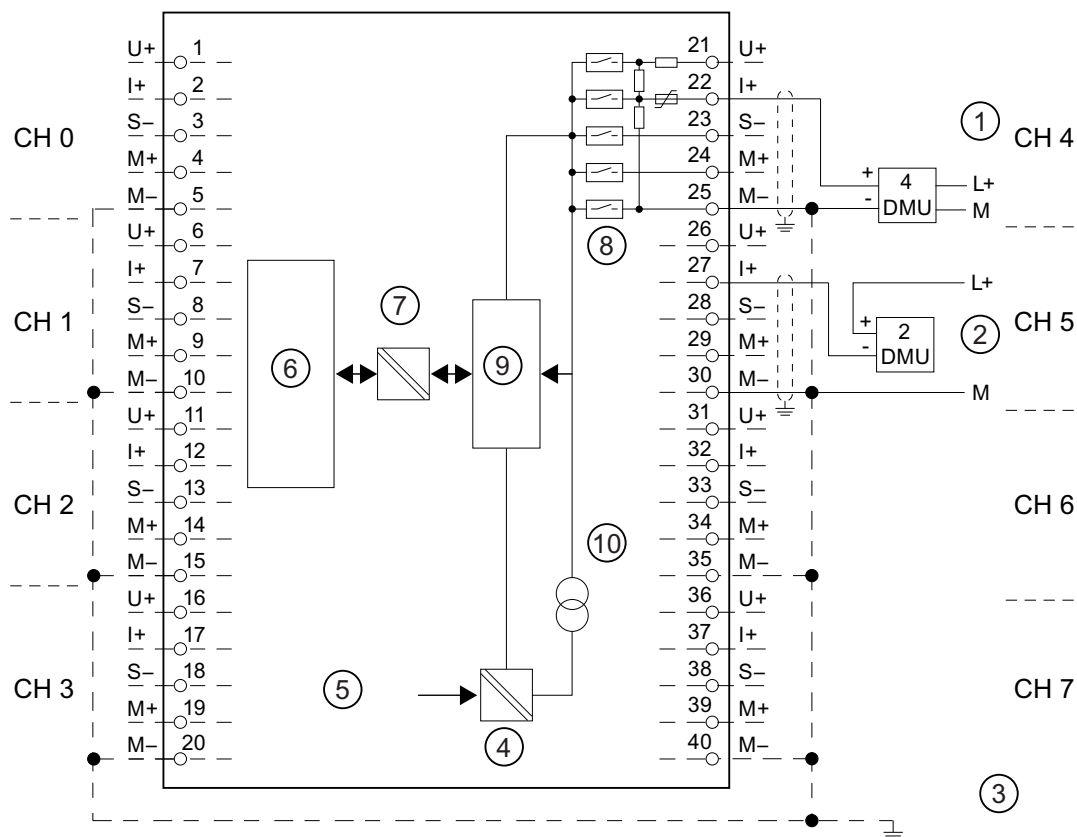 CH 0
U+ 1
I+ 2
S– 3
M+ 4
M– 5
CH 1
U+ 6
I+ 7
S– 8
M+ 9
M– 10
CH 2
U+ 11
I+ 12
S– 13
M+ 14
M– 15
CH 3
U+ 16
I+ 17
S– 18
M+ 19
M– 20
6
7
9
8
10
5
4
21 U+
22 I+
23 S–
24 M+
25 M–
26 U+
27 I+
28 S–
29 M+
30 M–
31 U+
32 I+
33 S–
34 M+
35 M–
36 U+
37 I+
38 S–
39 M+
40 M–
1
CH 4
+
-
4
DMU
L+
M
2
CH 5
+
-
2
DMU
L+
M
CH 6
CH 7
3